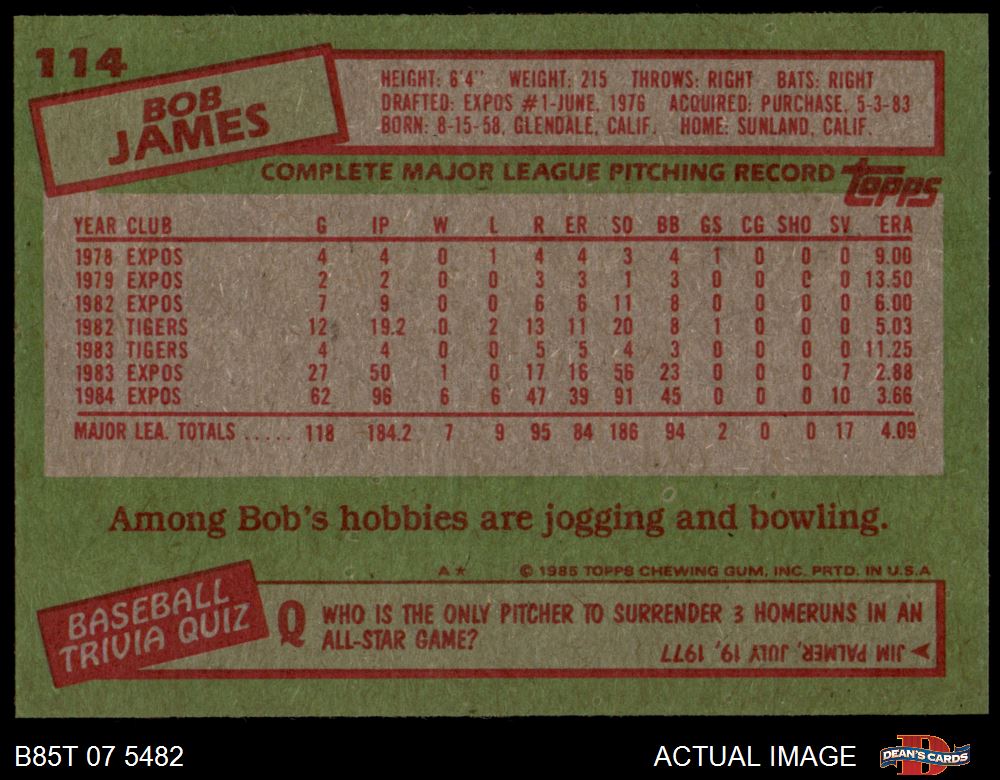 114
BOB
JAMES
HEIGHT: 6'4" WEIGHT: 215 THROWS: RIGHT BATS: RIGHT
DRAFTED: EXPOS #1-JUNE, 1976 ACQUIRED: PURCHASE, 5-3-83
BORN: 8-15-58, GLENDALE, CALIF. HOME: SUNLAND, CALIF.
COMPLETE MAJOR LEAGUE PITCHING RECORD topps
YEAR CLUB G IP W L R ER SO BB GS CG SHO SV ERA
1978 EXPOS 4 4 0 1 4 4 3 4 1 0 0 0 9.00
1979 EXPOS 2 2 0 0 3 3 1 3 0 0 0 0 13.50
1982 EXPOS 7 9 0 0 6 6 11 8 0 0 0 0 6.00
1982 TIGERS 12 19.2 0 2 13 11 20 8 1 0 0 0 5.03
1983 TIGERS 4 4 0 0 5 5 4 3 0 0 0 0 11.25
1983 EXPOS 27 50 1 0 17 16 56 23 0 0 0 7 2.88
1984 EXPOS 62 96 6 6 47 39 91 45 0 0 0 10 3.66
MAJOR LEA. TOTALS ..... 118 184.2 7 9 95 84 186 94 2 0 0 17 4.09
Among Bob's hobbies are jogging and bowling.
A* © 1985 TOPPS CHEWING GUM, INC. PRTD. IN U.S.A
BASEBALL
TRIVIA QUIZ
Q WHO IS THE ONLY PITCHER TO SURRENDER 3 HOMERUNS IN AN
ALL-STAR GAME?
JIM PALMER, JULY 19, 1977
B85T 07 5482
ACTUAL IMAGE
DEAN'S CARDS